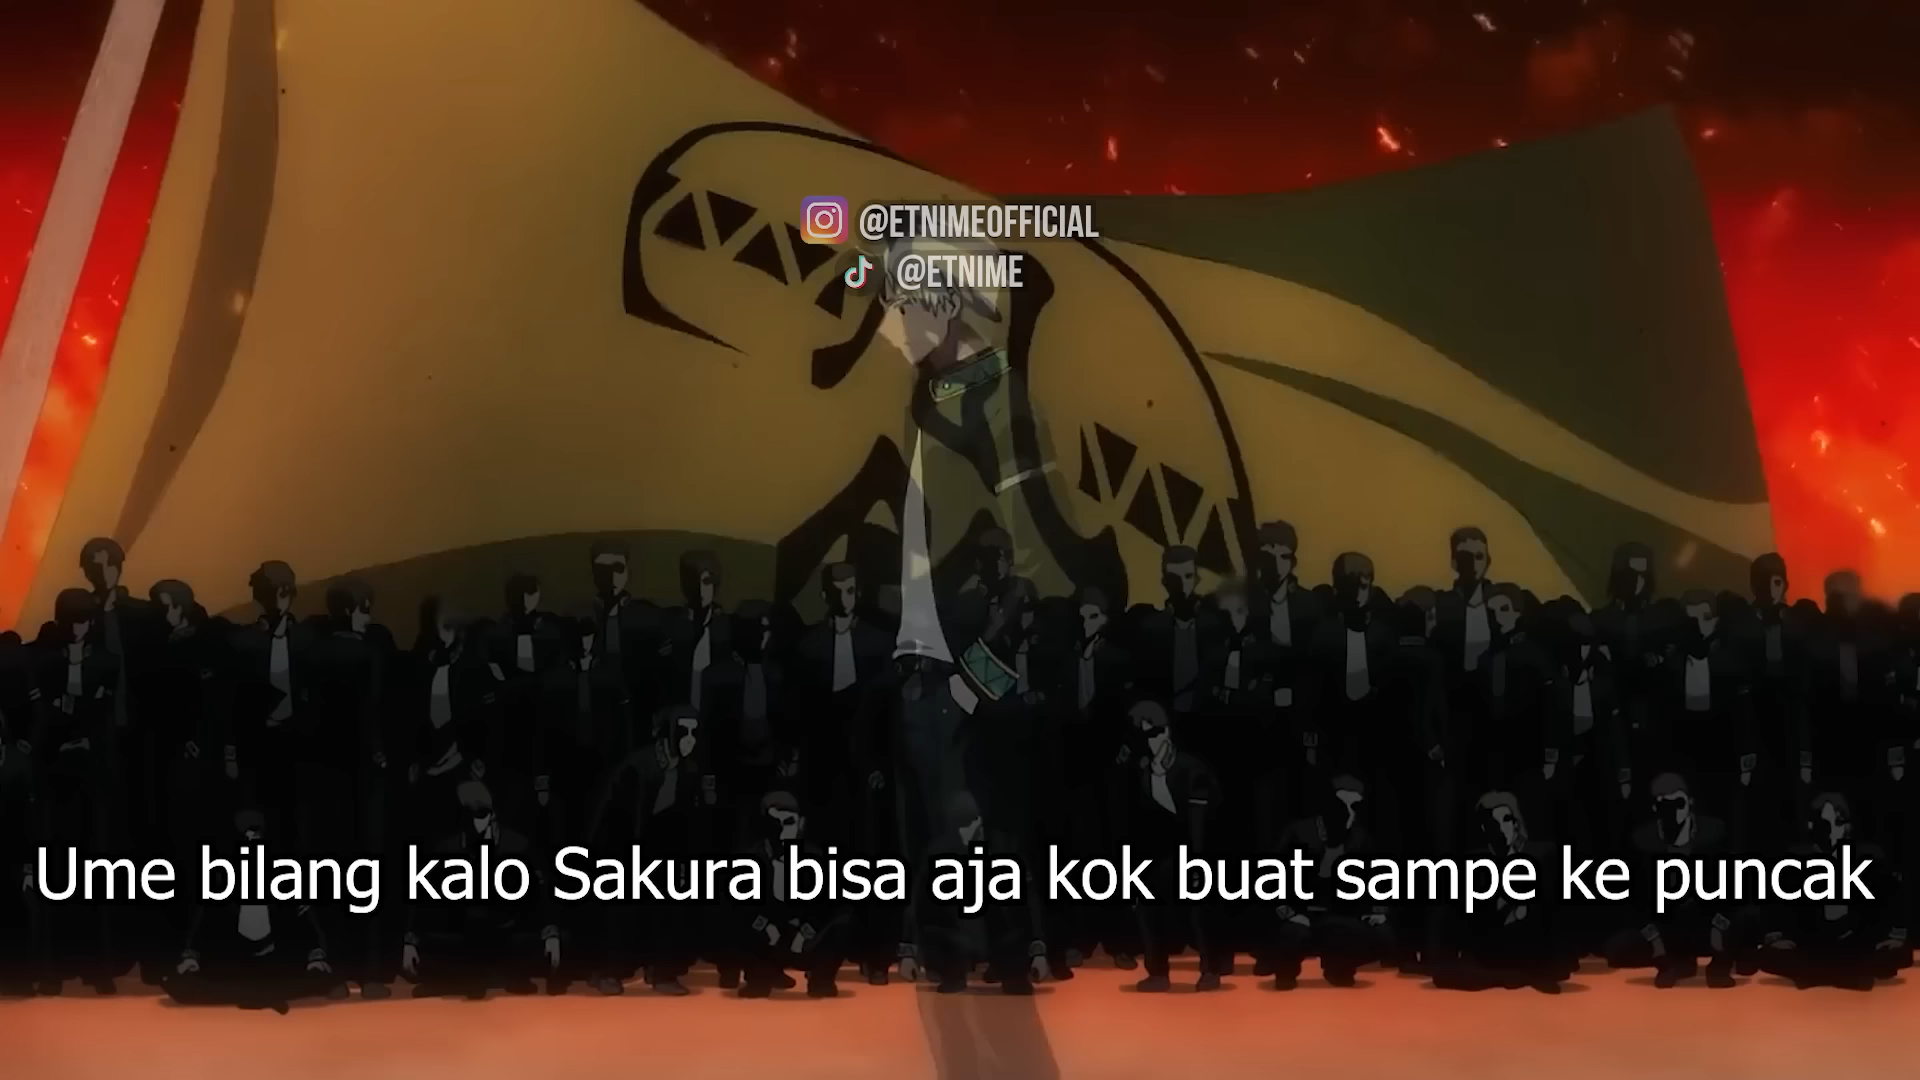 @ETNIMEOFFICIAL
@ETNIME
Ume bilang kalo Sakura bisa aja kok buat sampe ke puncak